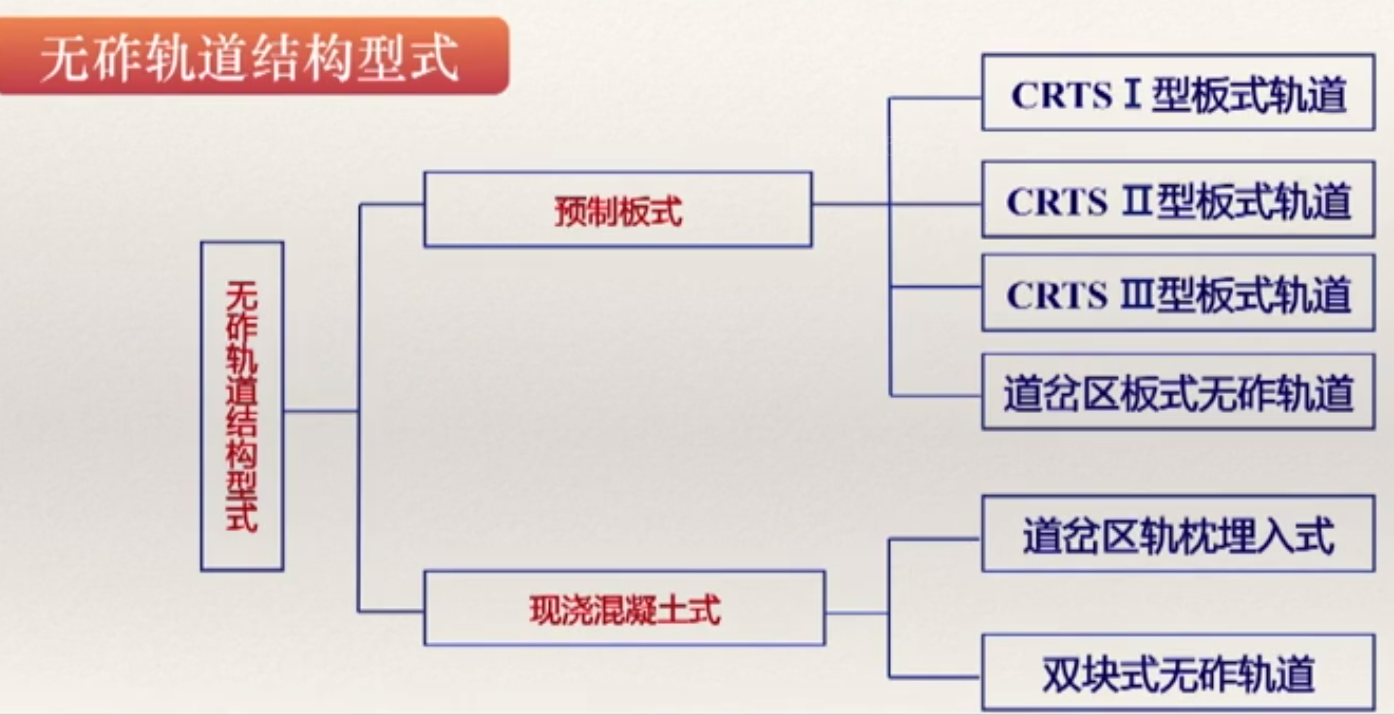 无砟轨道结构型式
CRTS Ⅰ型板式轨道
预制板式
CRTS Ⅱ型板式轨道
CRTS Ⅲ型板式轨道
道岔区板式无砟轨道
无砟轨道结构型式
道岔区轨枕埋入式
现浇混凝土式
双块式无砟轨道